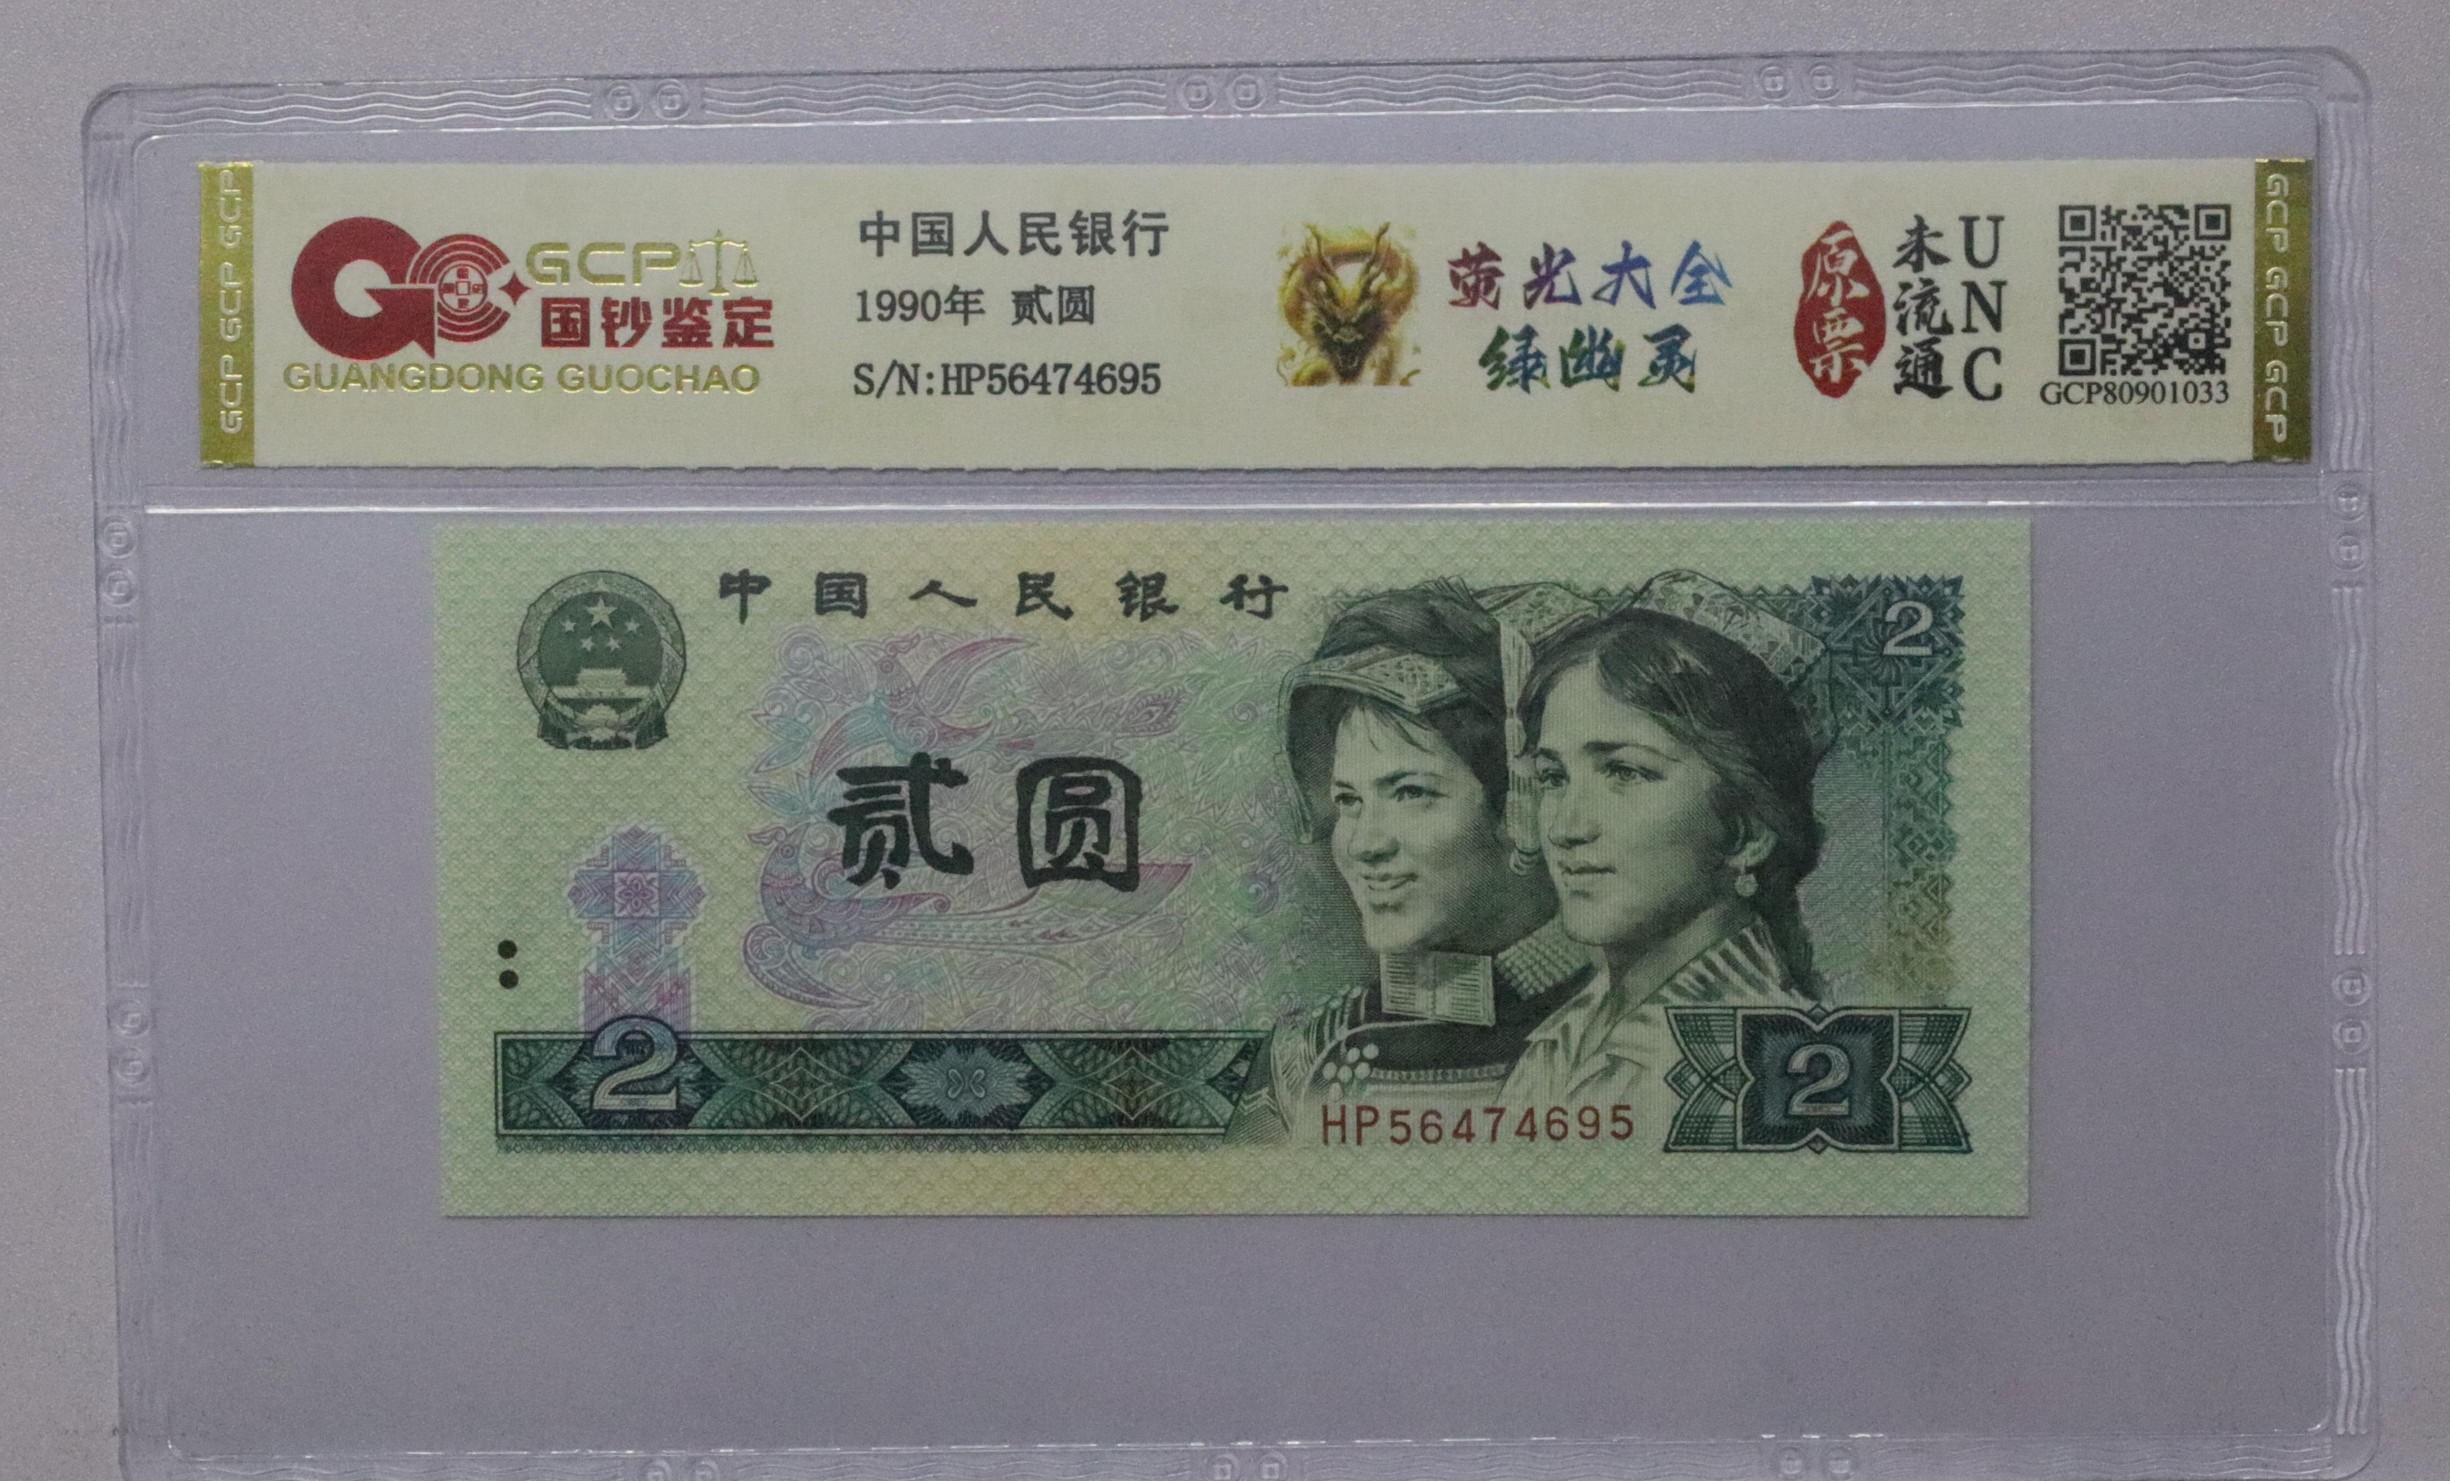 GCP GCP GCP
GCP
国钞鉴定
GUANGDONG GUOCHAO
中国人民银行
1990年 贰圆
S/N:HP56474695
荧光大全
绿幽灵
原票
未流通
UNC
GCP80901033
GCP GCP GCP
中国人民银行
2
贰圆
2
HP56474695
2